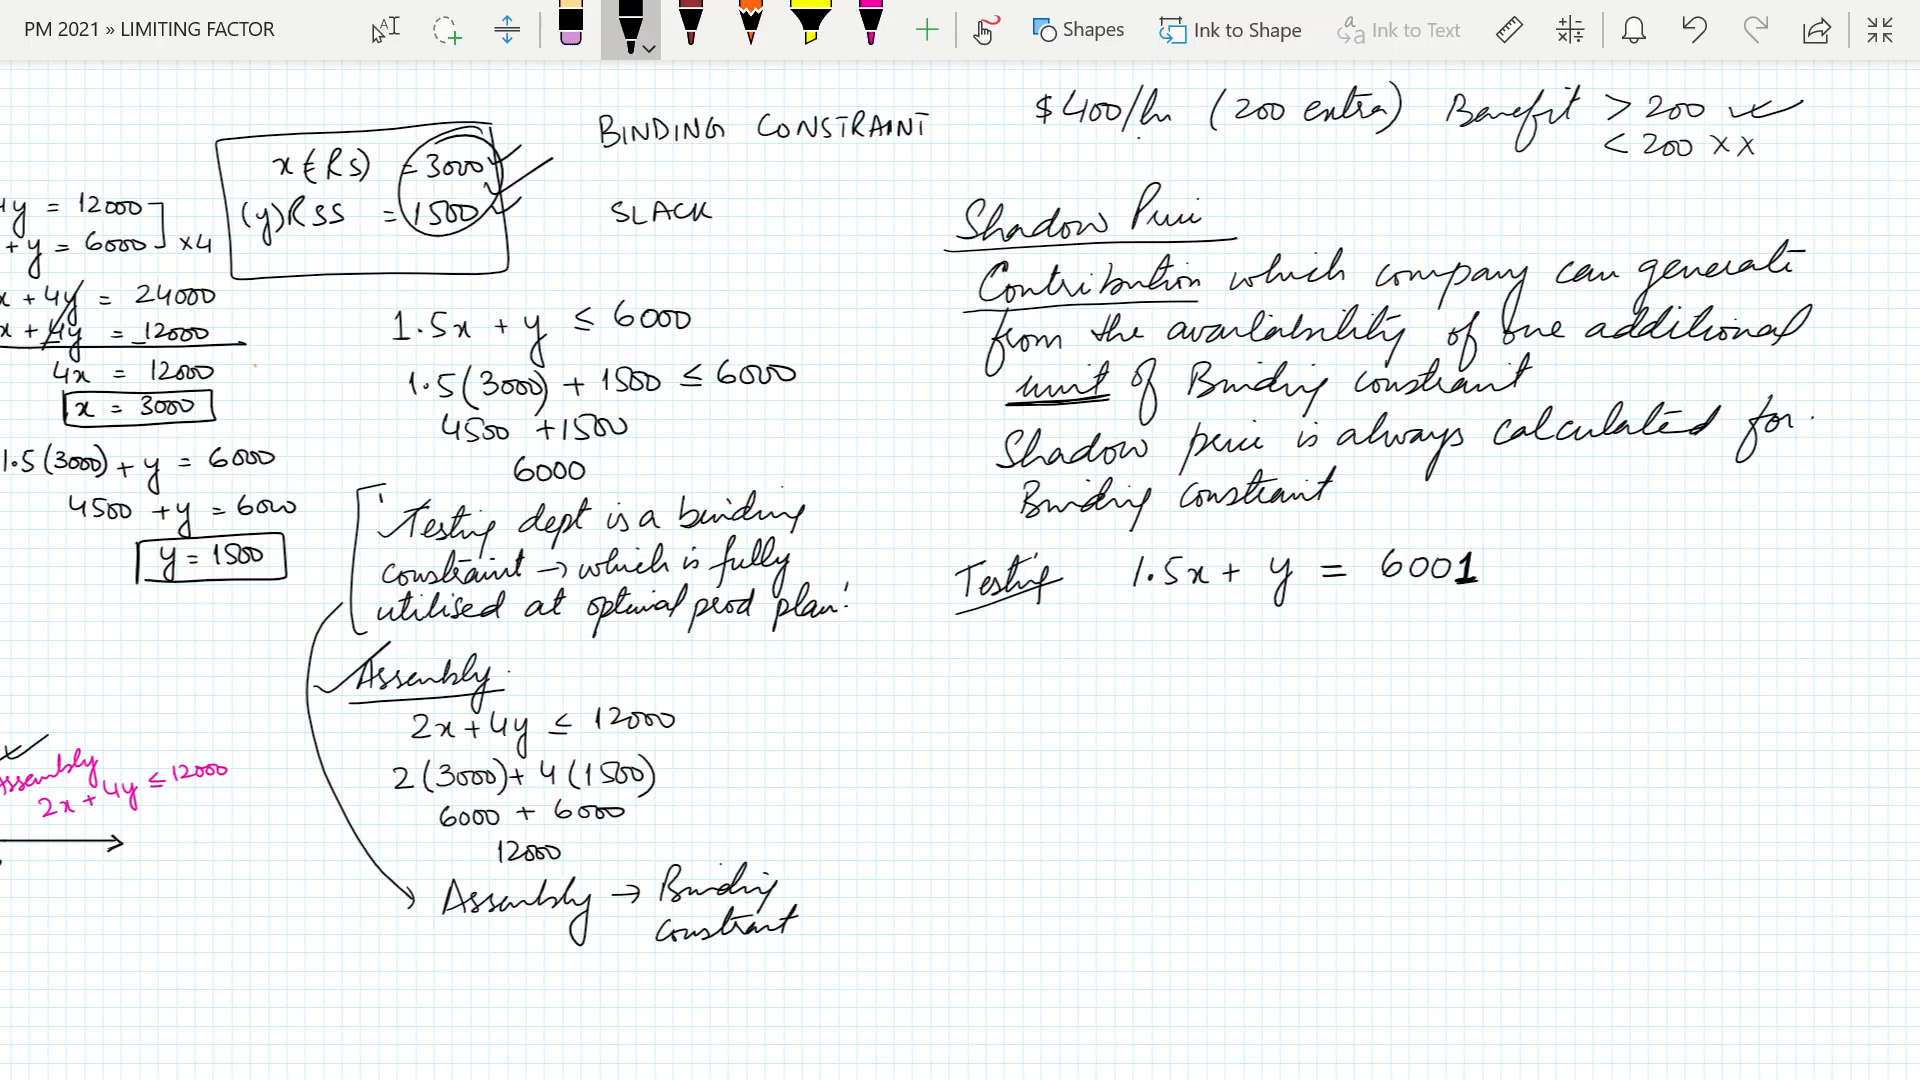 PM 2021 » LIMITING FACTOR
Shapes
Ink to Shape
Ink to Text
4y = 12000
+ y = 6000 ×4
x + 4y = 24000
x + 4y = 12000
4x = 12000
x = 3000
1.5(3000) + y = 6000
4500 + y = 6000
y = 1500
Assembly
2x + 4y ≤ 12000
x (RS) = 3000
(y) RSS = 1500
BINDING CONSTRAINT
SLACK
1.5x + y ≤ 6000
1.5(3000) + 1500 ≤ 6000
4500 + 1500
6000
Testing dept is a binding
constraint → which is fully
utilised at optimal prod plan!
Assembly
2x + 4y ≤ 12000
2(3000) + 4(1500)
6000 + 6000
12000
Assembly → Binding
constraint
$400/hr (200 extra) Benefit > 200 ✓
< 200 X X
Shadow Price
Contribution which company can generate
from the availability of one additional
unit of Binding constraint
Shadow price is always calculated for
Binding constraint
Testing 1.5x + y = 6001